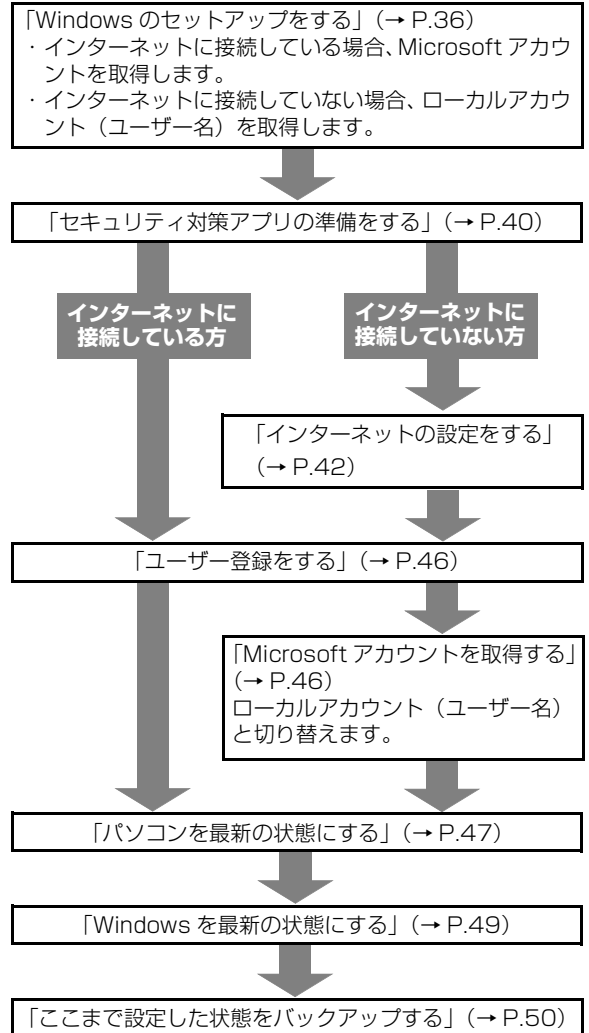 「Windows のセットアップをする」（→ P.36）
・インターネットに接続している場合、Microsoft アカウ
ントを取得します。
・インターネットに接続していない場合、ローカルアカウ
ント（ユーザー名）を取得します。
「セキュリティ対策アプリの準備をする」（→ P.40）
インターネットに
接続している方
インターネットに
接続していない方
「インターネットの設定をする」
（→ P.42）
「ユーザー登録をする」（→ P.46）
「Microsoft アカウントを取得する」
（→ P.46）
ローカルアカウント（ユーザー名）
と切り替えます。
「パソコンを最新の状態にする」（→ P.47）
「Windows を最新の状態にする」（→ P.49）
「ここまで設定した状態をバックアップする」（→ P.50）